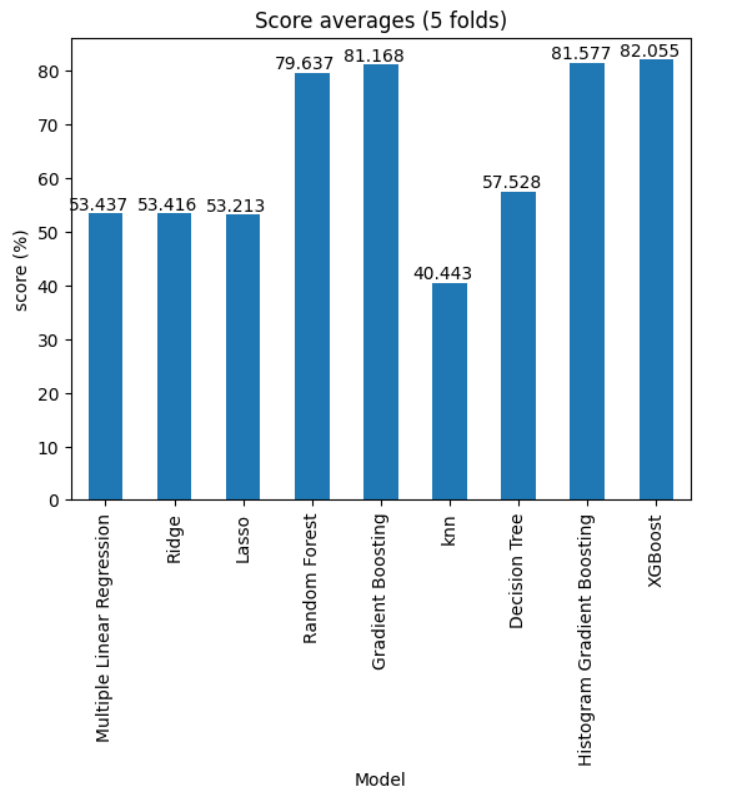 Score averages (5 folds)
score (%)
80
70
60
50
40
30
20
10
0
53.437
53.416
53.213
79.637
81.168
40.443
57.528
81.577
82.055
Multiple Linear Regression
Ridge
Lasso
Random Forest
Gradient Boosting
knn
Decision Tree
Histogram Gradient Boosting
XGBoost
Model